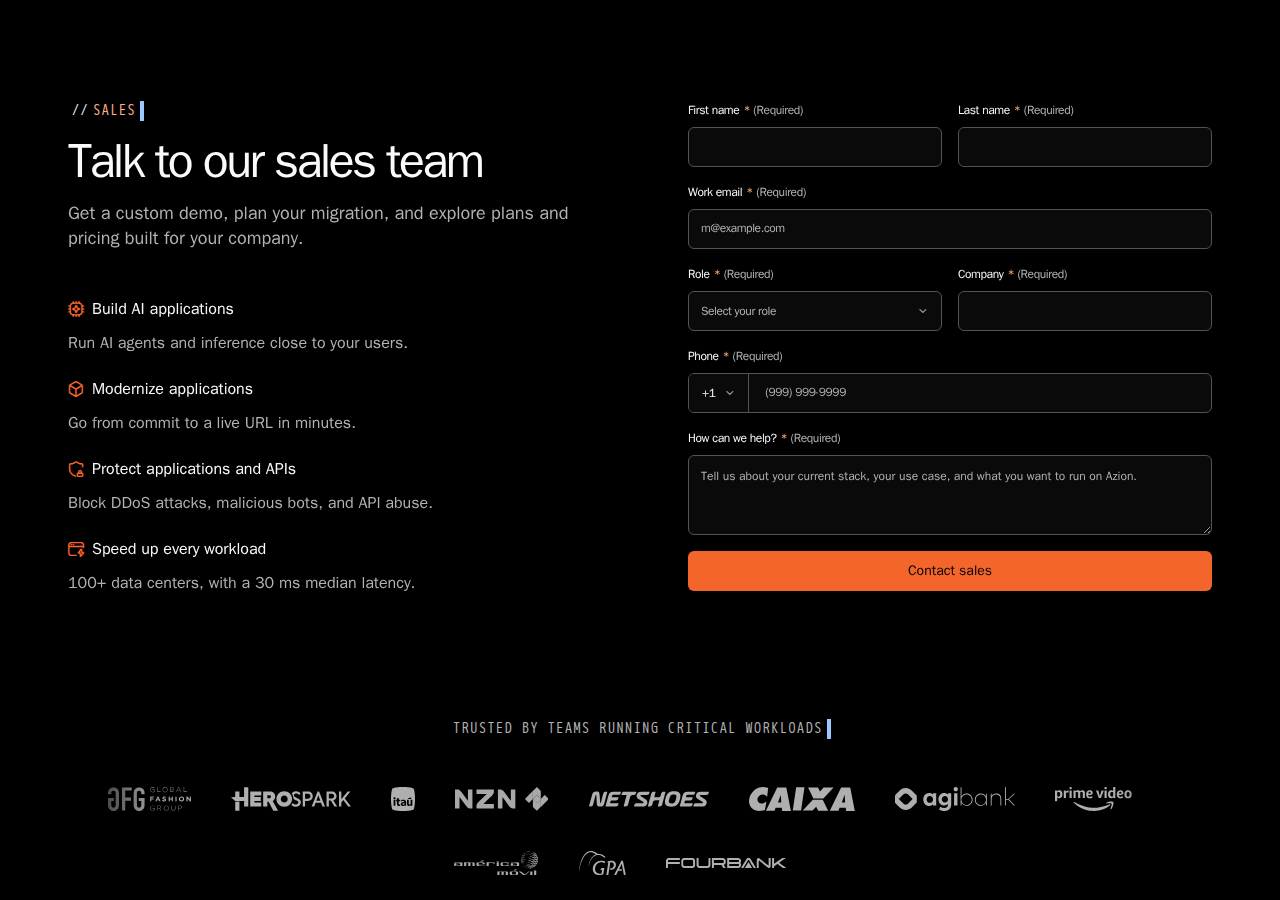 // SALES
Talk to our sales team
Get a custom demo, plan your migration, and explore plans and
pricing built for your company.
Build AI applications
Run AI agents and inference close to your users.
Modernize applications
Go from commit to a live URL in minutes.
Protect applications and APIs
Block DDoS attacks, malicious bots, and API abuse.
Speed up every workload
100+ data centers, with a 30 ms median latency.
First name * (Required)
Last name * (Required)
Work email * (Required)
m@example.com
Role * (Required)
Company * (Required)
Select your role
Phone * (Required)
+1
(999) 999-9999
How can we help? * (Required)
Tell us about your current stack, your use case, and what you want to run on Azion.
Contact sales
TRUSTED BY TEAMS RUNNING CRITICAL WORKLOADS
GFG GLOBAL
FASHION
GROUP
HEROSPARK
itaú
NZN
NETSHOES
CAIXA
agibank
prime video
américa
móvil
GPA
FOURBANK